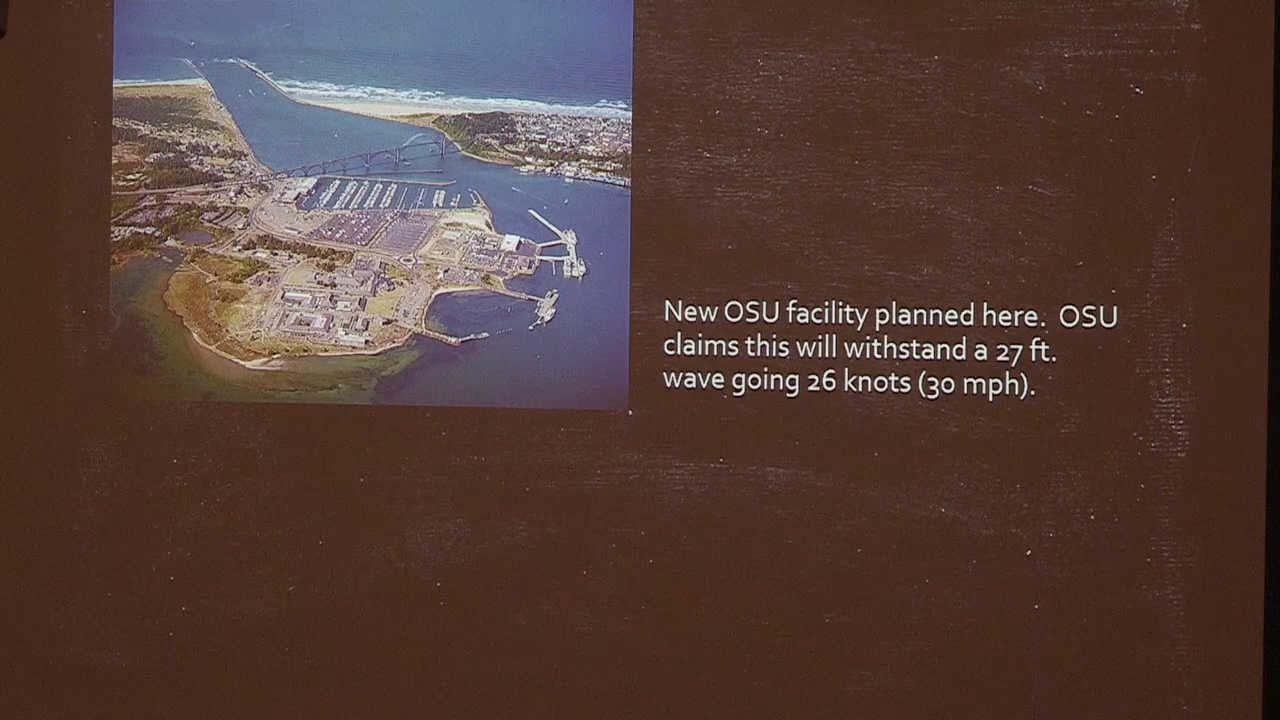 New OSU facility planned here. OSU
claims this will withstand a 27 ft.
wave going 26 knots (30 mph).